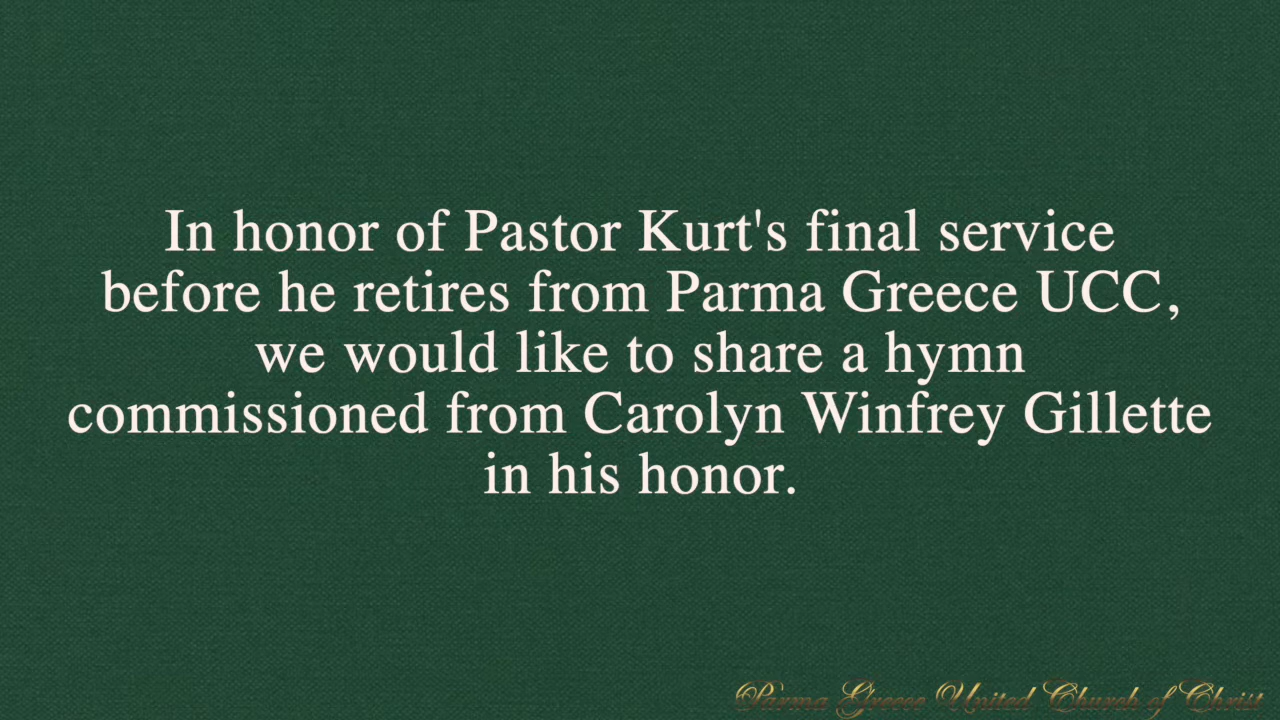 In honor of Pastor Kurt's final service
before he retires from Parma Greece UCC,
we would like to share a hymn
commissioned from Carolyn Winfrey Gillette
in his honor.
Parma Greece United Church of Christ